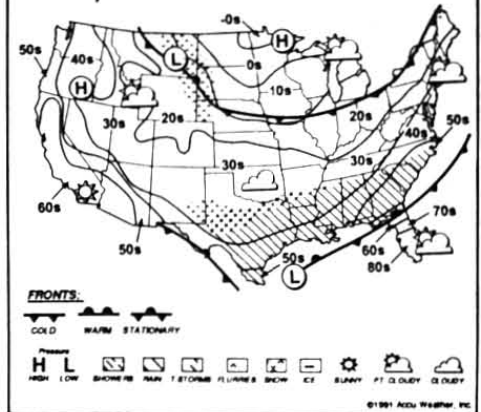 -0s
50s
40s
L
H
0s
H
10s
30s
20s
20s
50s
40s
30s
30s
60s
50s
70s
60s
50s
80s
L
FRONTS:
COLD WARM STATIONARY
Pressure
H L
HIGH LOW SHOWERS RAIN T.STORMS FLURRIES SNOW ICE SUNNY PT. CLOUDY CLOUDY
©1991 Accu Weather, Inc.